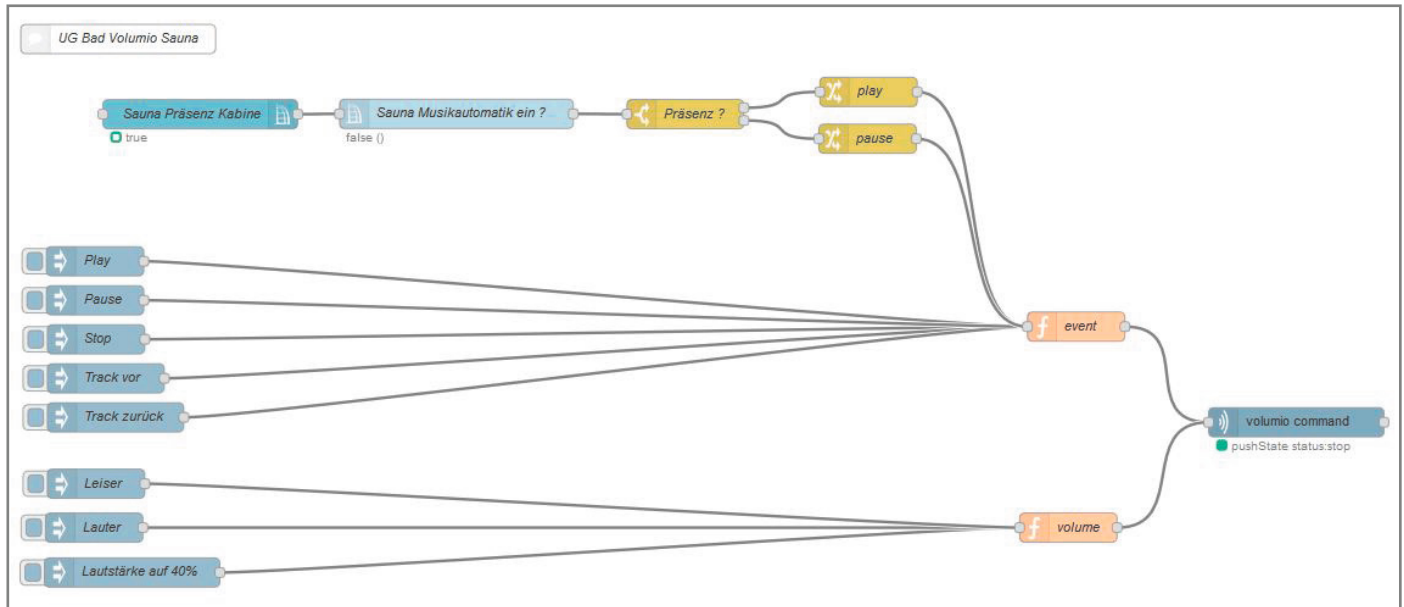 UG Bad Volumio Sauna
Sauna Präsenz Kabine
true
Sauna Musikautomatik ein ?
false ()
Präsenz ?
play
pause
Play
Pause
Stop
Track vor
Track zurück
event
volumio command
pushState status:stop
Leiser
Lauter
Lautstärke auf 40%
volume